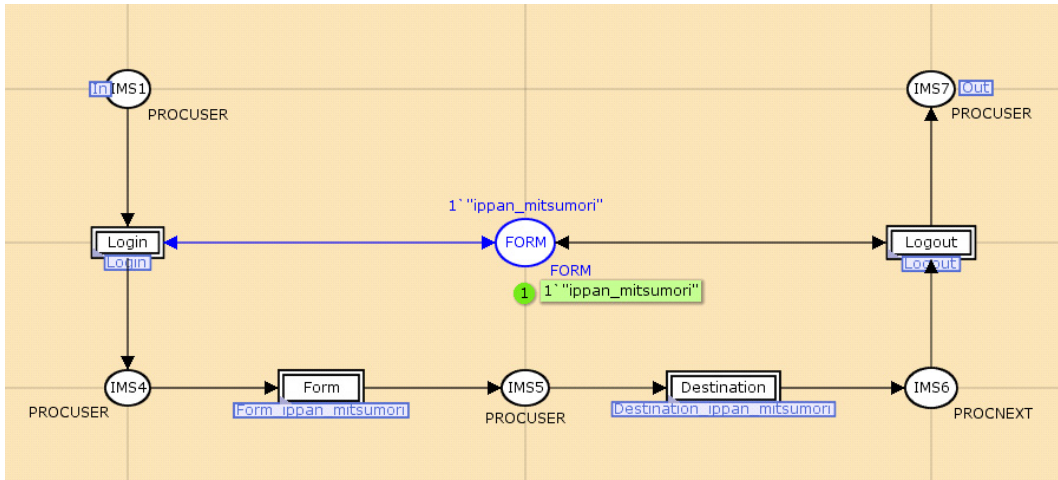 In
IMS1
PROCUSER
IMS7
Out
PROCUSER
1`"ippan_mitsumori"
Login
Login
FORM
FORM
1
1`"ippan_mitsumori"
Logout
Logout
IMS4
PROCUSER
Form
Form_ippan_mitsumori
IMS5
PROCUSER
Destination
Destination_ippan_mitsumori
IMS6
PROCNEXT